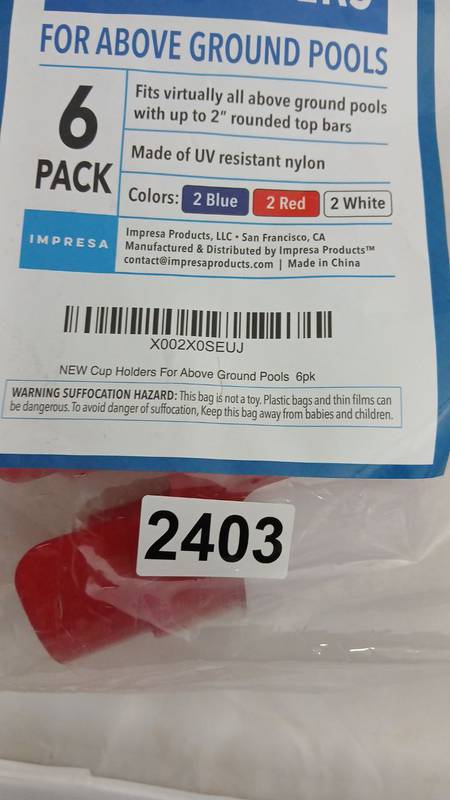 FOR ABOVE GROUND POOLS
6
PACK
Fits virtually all above ground pools
with up to 2" rounded top bars
Made of UV resistant nylon
Colors: 2 Blue 2 Red 2 White
IMPRESA
Impresa Products, LLC • San Francisco, CA
Manufactured & Distributed by Impresa Products™
contact@impresaproducts.com | Made in China
X002X0SEUJ
NEW Cup Holders For Above Ground Pools 6pk
WARNING SUFFOCATION HAZARD: This bag is not a toy. Plastic bags and thin films can
be dangerous. To avoid danger of suffocation, Keep this bag away from babies and children.
2403